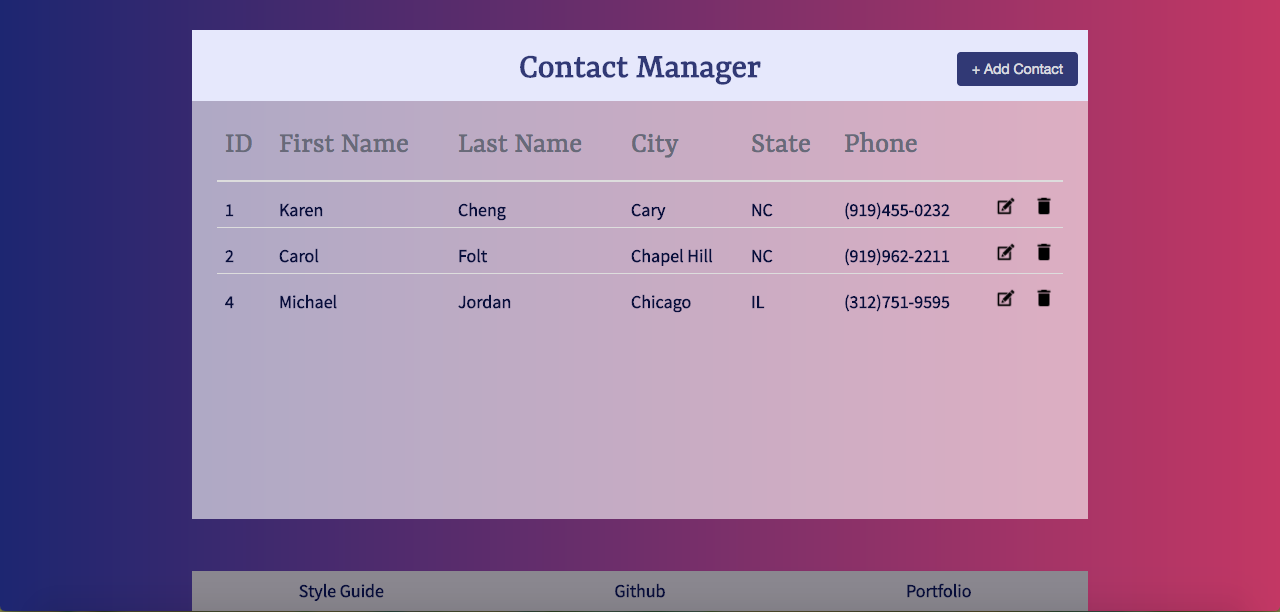 Contact Manager
+ Add Contact
ID First Name Last Name City State Phone
1 Karen Cheng Cary NC (919)455-0232
2 Carol Folt Chapel Hill NC (919)962-2211
4 Michael Jordan Chicago IL (312)751-9595
Style Guide Github Portfolio